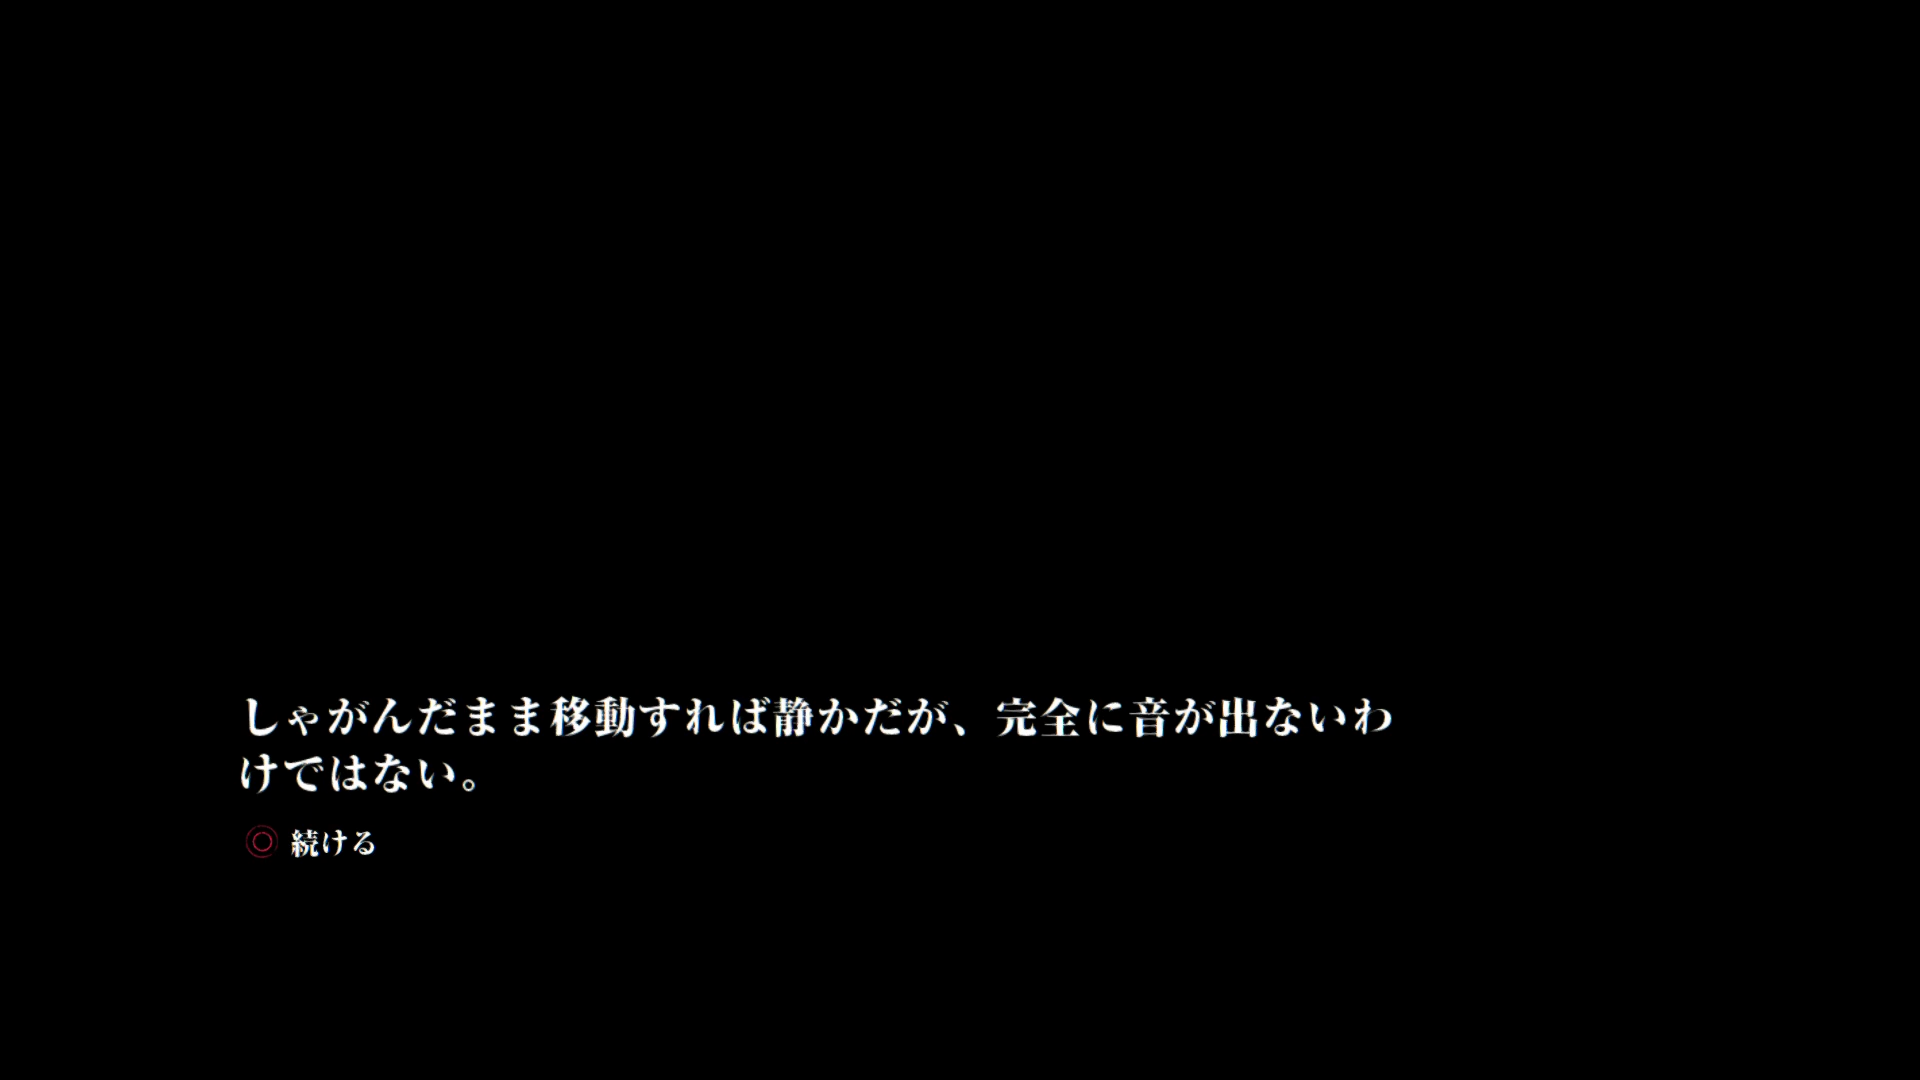 しゃがんだまま移動すれば静かだが、完全に音が出ないわ
けではない。
続ける